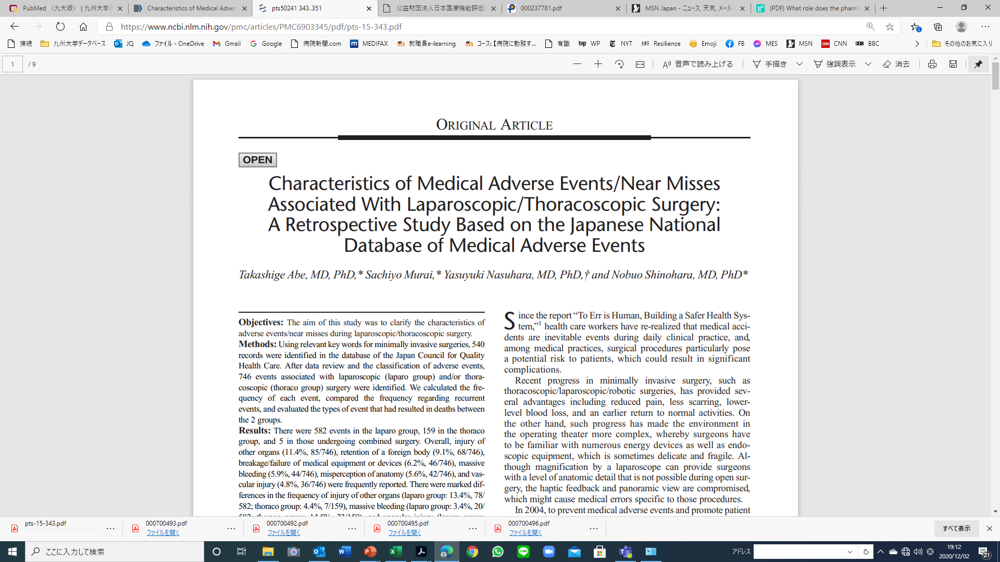 PubMed （九大版） | 九州大学
Characteristics of Medical Advers
pts50241 343..351
公益財団法人日本医療機能評価
000237781.pdf
MSN Japan - ニュース, 天気, メール
(PDF) What role does the pharm
https://www.ncbi.nlm.nih.gov/pmc/articles/PMC6903345/pdf/pts-15-343.pdf
接続
九州大学データベース
JQ
ファイル - OneDrive
Gmail
Google
病院新聞.com
MEDIFAX
教職員e-learning
コース:【病院に勤務す...
有識
WP
NYT
Resilience
Emoji
FB
MES
MSN
CNN
BBC
その他のお気に入り
1 / 9
音声で読み上げる
手描き
強調表示
消去
ORIGINAL ARTICLE
OPEN
Characteristics of Medical Adverse Events/Near Misses
Associated With Laparoscopic/Thoracoscopic Surgery:
A Retrospective Study Based on the Japanese National
Database of Medical Adverse Events
Takashige Abe, MD, PhD,* Sachiyo Murai,* Yasuyuki Nasuhara, MD, PhD,† and Nobuo Shinohara, MD, PhD*
Objectives: The aim of this study was to clarify the characteristics of
adverse events/near misses during laparoscopic/thoracoscopic surgery.
Methods: Using relevant key words for minimally invasive surgeries, 540
records were identified in the database of the Japan Council for Quality
Health Care. After data review and the classification of adverse events,
746 events associated with laparoscopic (laparo group) and/or thora-
coscopic (thoraco group) surgery were identified. We calculated the fre-
quency of each event, compared the frequency regarding recurrent
events, and evaluated the types of event that had resulted in deaths between
the 2 groups.
Results: There were 582 events in the laparo group, 159 in the thoraco
group, and 5 in those undergoing combined surgery. Overall, injury of
other organs (11.4%, 85/746), retention of a foreign body (9.1%, 68/746),
breakage/failure of medical equipment or devices (6.2%, 46/746), massive
bleeding (5.9%, 44/746), misperception of anatomy (5.6%, 42/746), and vas-
cular injury (4.8%, 36/746) were frequently reported. There were marked dif-
ferences in the frequency of injury of other organs (laparo group: 13.4%, 78/
582; thoraco group: 4.4%, 7/159), massive bleeding (laparo group: 3.4%, 20/
582; thoraco group: 14.5%, 23/159), and vascular injury (laparo group:
Since the report “To Err is Human, Building a Safer Health Sys-
tem,”1 health care workers have re-realized that medical acci-
dents are inevitable events during daily clinical practice, and,
among medical practices, surgical procedures particularly pose
a potential risk to patients, which could result in significant
complications.
Recent progress in minimally invasive surgery, such as
thoracoscopic/laparoscopic/robotic surgeries, has provided sev-
eral advantages including reduced pain, less scarring, lower-
level blood loss, and an earlier return to normal activities. On
the other hand, such progress has made the environment in
the operating theater more complex, whereby surgeons have
to be familiar with numerous energy devices as well as endo-
scopic equipment, which is sometimes delicate and fragile. Al-
though magnification by a laparoscope can provide surgeons
with a level of anatomic detail that is not possible during open sur-
gery, the haptic feedback and panoramic view are compromised,
which might cause medical errors specific to those procedures.
In 2004, to prevent medical adverse events and promote patient
pts-15-343.pdf
000700493.pdf
ファイルを開く
000700492.pdf
ファイルを開く
000700495.pdf
ファイルを開く
000700496.pdf
ファイルを開く
すべて表示
ここに入力して検索
アドレス
19:12
2020/12/02
21